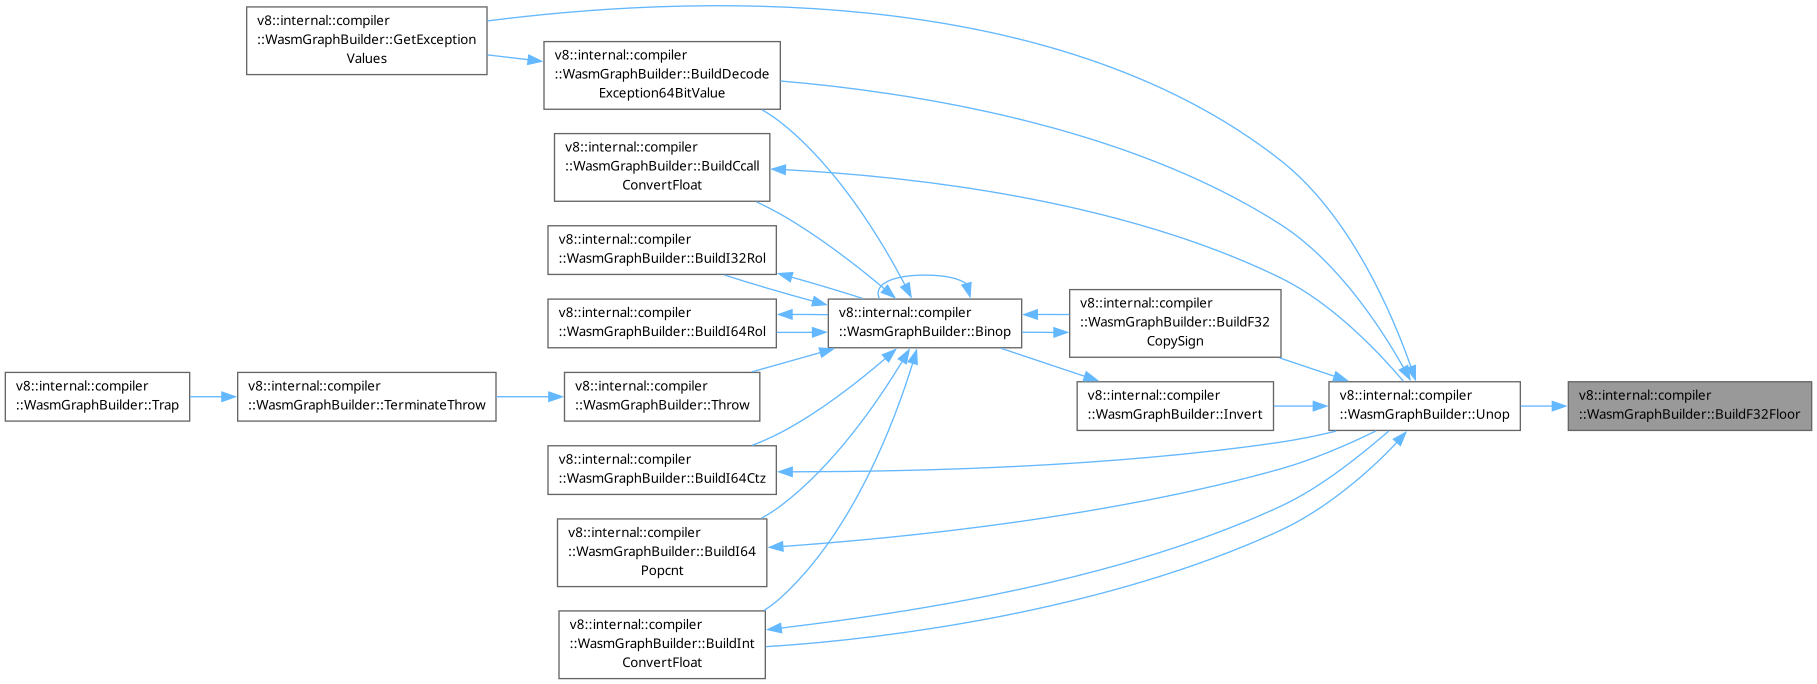 v8::internal::compiler
::WasmGraphBuilder::GetException
Values
v8::internal::compiler
::WasmGraphBuilder::BuildDecode
Exception64BitValue
v8::internal::compiler
::WasmGraphBuilder::BuildCcall
ConvertFloat
v8::internal::compiler
::WasmGraphBuilder::BuildI32Rol
v8::internal::compiler
::WasmGraphBuilder::BuildI64Rol
v8::internal::compiler
::WasmGraphBuilder::Binop
v8::internal::compiler
::WasmGraphBuilder::BuildF32
CopySign
v8::internal::compiler
::WasmGraphBuilder::Trap
v8::internal::compiler
::WasmGraphBuilder::TerminateThrow
v8::internal::compiler
::WasmGraphBuilder::Throw
v8::internal::compiler
::WasmGraphBuilder::Invert
v8::internal::compiler
::WasmGraphBuilder::Unop
v8::internal::compiler
::WasmGraphBuilder::BuildF32Floor
v8::internal::compiler
::WasmGraphBuilder::BuildI64Ctz
v8::internal::compiler
::WasmGraphBuilder::BuildI64
Popcnt
v8::internal::compiler
::WasmGraphBuilder::BuildInt
ConvertFloat